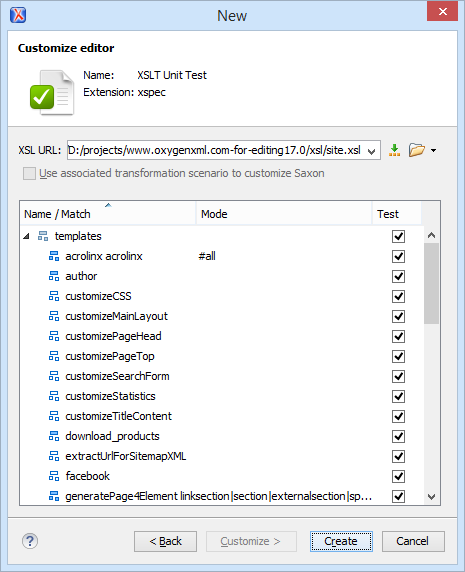 New
Customize editor
Name: XSLT Unit Test
Extension: xspec
XSL URL: D:/projects/www.oxygenxml.com-for-editing17.0/xsl/site.xsl
Use associated transformation scenario to customize Saxon
Name / Match Mode Test
templates
acrolinx acrolinx #all
author
customizeCSS
customizeMainLayout
customizePageHead
customizePageTop
customizeSearchForm
customizeStatistics
customizeTitleContent
download_products
extractUrlForSitemapXML
facebook
generatePage4Element linksection|section|externalsection|sp...
? < Back Customize > Create Cancel